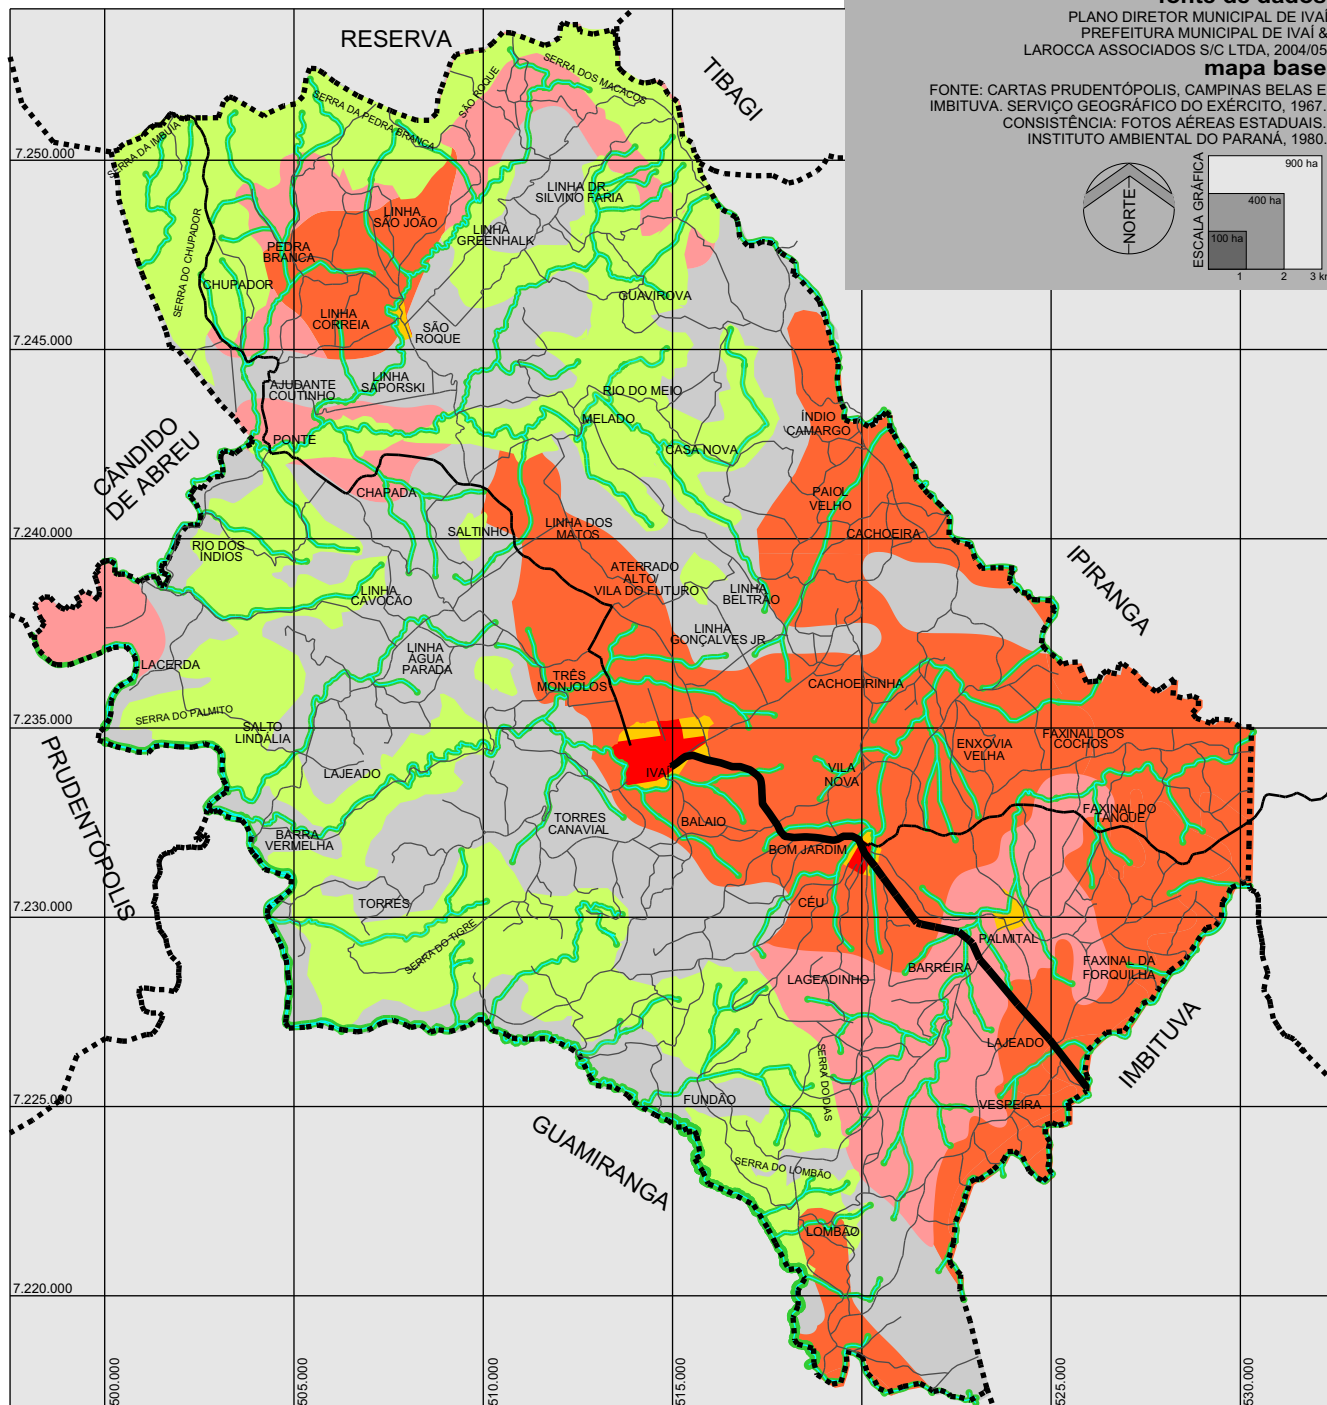 fonte de dados
PLANO DIRETOR MUNICIPAL DE IVAÍ
PREFEITURA MUNICIPAL DE IVAÍ &
LAROCCA ASSOCIADOS S/C LTDA, 2004/05
mapa base
FONTE: CARTAS PRUDENTÓPOLIS, CAMPINAS BELAS E
IMBITUVA. SERVIÇO GEOGRÁFICO DO EXÉRCITO, 1967.
CONSISTÊNCIA: FOTOS AÉREAS ESTADUAIS.
INSTITUTO AMBIENTAL DO PARANÁ, 1980.
NORTE
ESCALA GRÁFICA
900 ha
400 ha
100 ha
1
2
3 km
RESERVA
TIBAGI
SERRA DOS MACACOS
SÃO ROQUE
SERRA DA PEDRA BRANCA
SERRA DA IMBUIA
7.250.000
LINHA DR.
SILVINO FARIA
LINHA
SÃO JOÃO
LINHA
GREENHALK
SERRA DO CHUPADOR
PEDRA
BRANCA
CHUPADOR
GUAVIROVA
LINHA
CORREIA
SÃO
ROQUE
7.245.000
AJUDANTE
COUTINHO
LINHA
SAPORSKI
RIO DO MEIO
MELADO
ÍNDIO
CAMARGO
PONTE
CASA NOVA
CÂNDIDO
DE ABREU
CHAPADA
PAIOL
VELHO
7.240.000
SALTINHO
LINHA DOS
MATOS
CACHOEIRA
RIO DOS
ÍNDIOS
IPIRANGA
ATERRADO
ALTO/
VILA DO FUTURO
LINHA
CAVOCÃO
LINHA
BELTRÃO
LINHA
GONÇALVES JR
LINHA
ÁGUA
PARADA
LACERDA
TRÊS
MONJOLOS
CACHOEIRINHA
7.235.000
SERRA DO PALMITO
SALTO
LINDÁLIA
FAXINAL DOS
COCHOS
ENXOVIA
VELHA
PRUDENTÓPOLIS
LAJEADO
IVAÍ
VILA
NOVA
FAXINAL DO
TANQUE
TORRES
CANAVIAL
BALAIO
BARRA
VERMELHA
BOM JARDIM
7.230.000
TORRES
CÉU
SERRA DO TIGRE
PALMITAL
BARREIRA
FAXINAL DA
FORQUILHA
LAGEADINHO
LAJEADO
IMBITUVA
SERRA DO DIAS
7.225.000
FUNDÃO
VESPEIRA
GUAMIRANGA
SERRA DO LOMBÃO
LOMBÃO
7.220.000
500.000
505.000
510.000
515.000
525.000
530.000